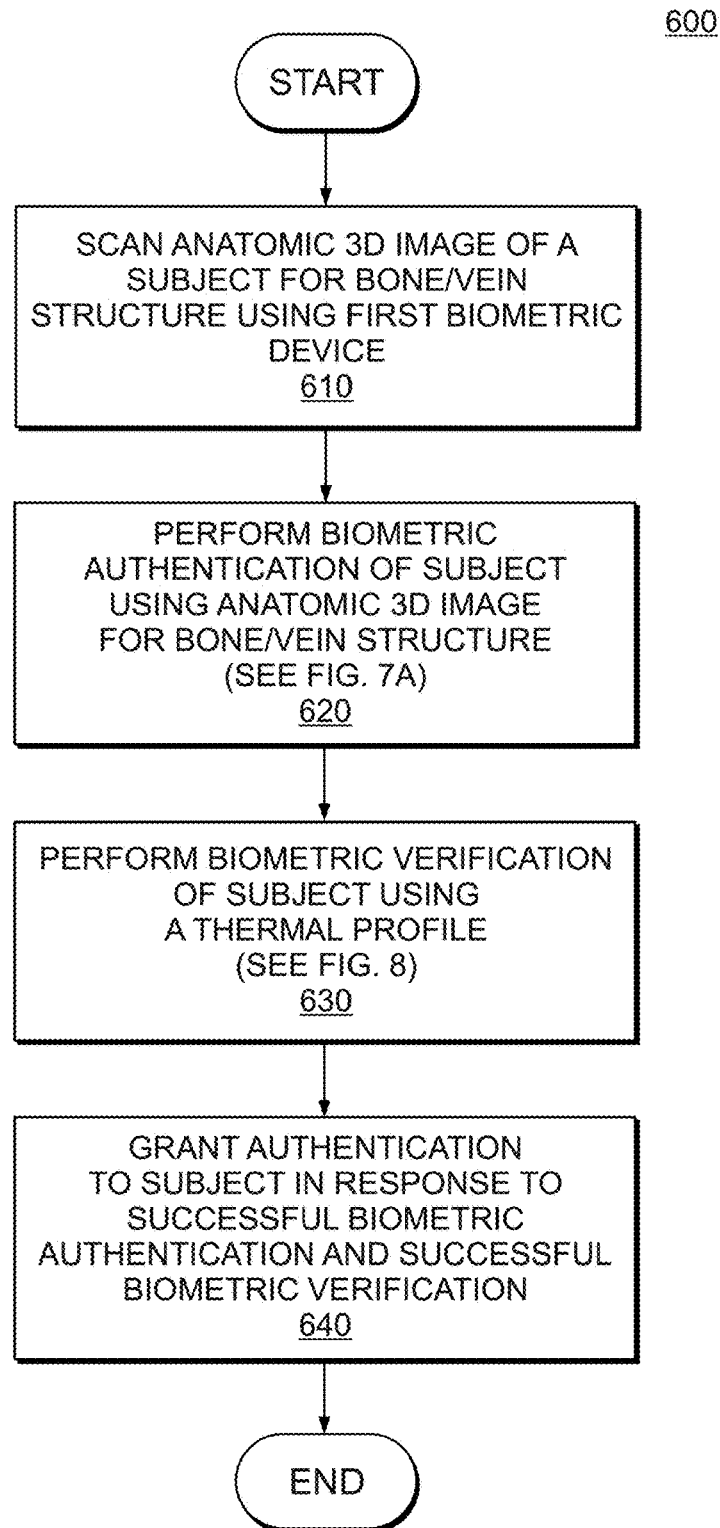 600
START
SCAN ANATOMIC 3D IMAGE OF A
SUBJECT FOR BONE/VEIN
STRUCTURE USING FIRST BIOMETRIC
DEVICE
610
PERFORM BIOMETRIC
AUTHENTICATION OF SUBJECT
USING ANATOMIC 3D IMAGE
FOR BONE/VEIN STRUCTURE
(SEE FIG. 7A)
620
PERFORM BIOMETRIC VERIFICATION
OF SUBJECT USING
A THERMAL PROFILE
(SEE FIG. 8)
630
GRANT AUTHENTICATION
TO SUBJECT IN RESPONSE TO
SUCCESSFUL BIOMETRIC
AUTHENTICATION AND SUCCESSFUL
BIOMETRIC VERIFICATION
640
END